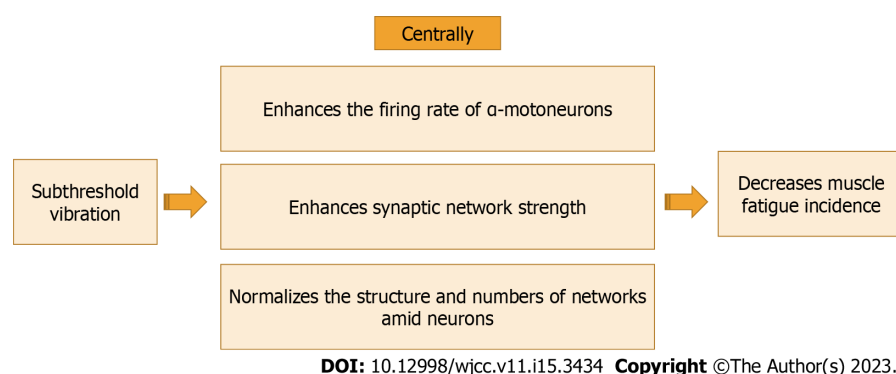 Centrally
Enhances the firing rate of α-motoneurons
Subthreshold
vibration
Enhances synaptic network strength
Decreases muscle
fatigue incidence
Normalizes the structure and numbers of networks
amid neurons
DOI: 10.12998/wjcc.v11.i15.3434 Copyright ©The Author(s) 2023.